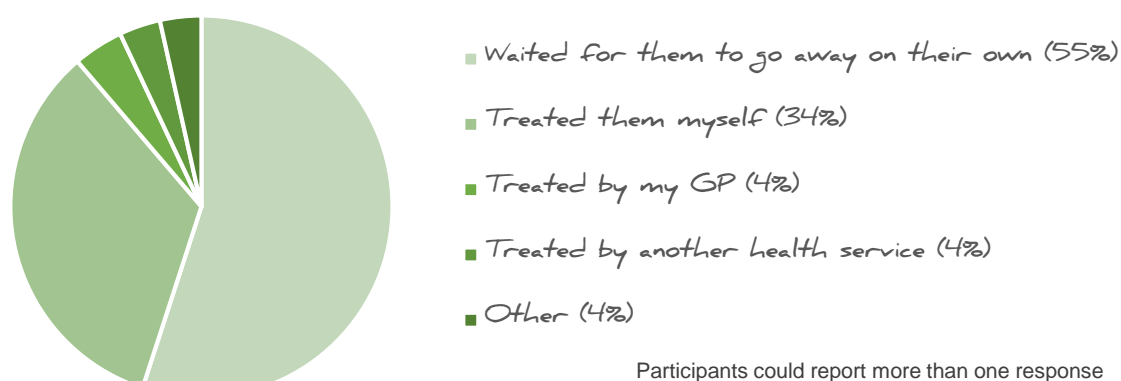 Waited for them to go away on their own (55%)
Treated them myself (34%)
Treated by my GP (4%)
Treated by another health service (4%)
Other (4%)
Participants could report more than one response